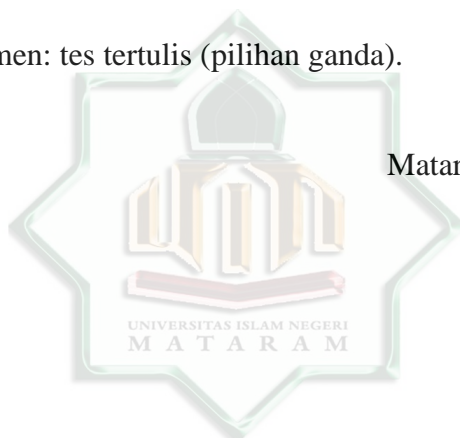 men: tes tertulis (pilihan ganda).
Matar
UNIVERSITAS ISLAM NEGERI
M A T A R A M